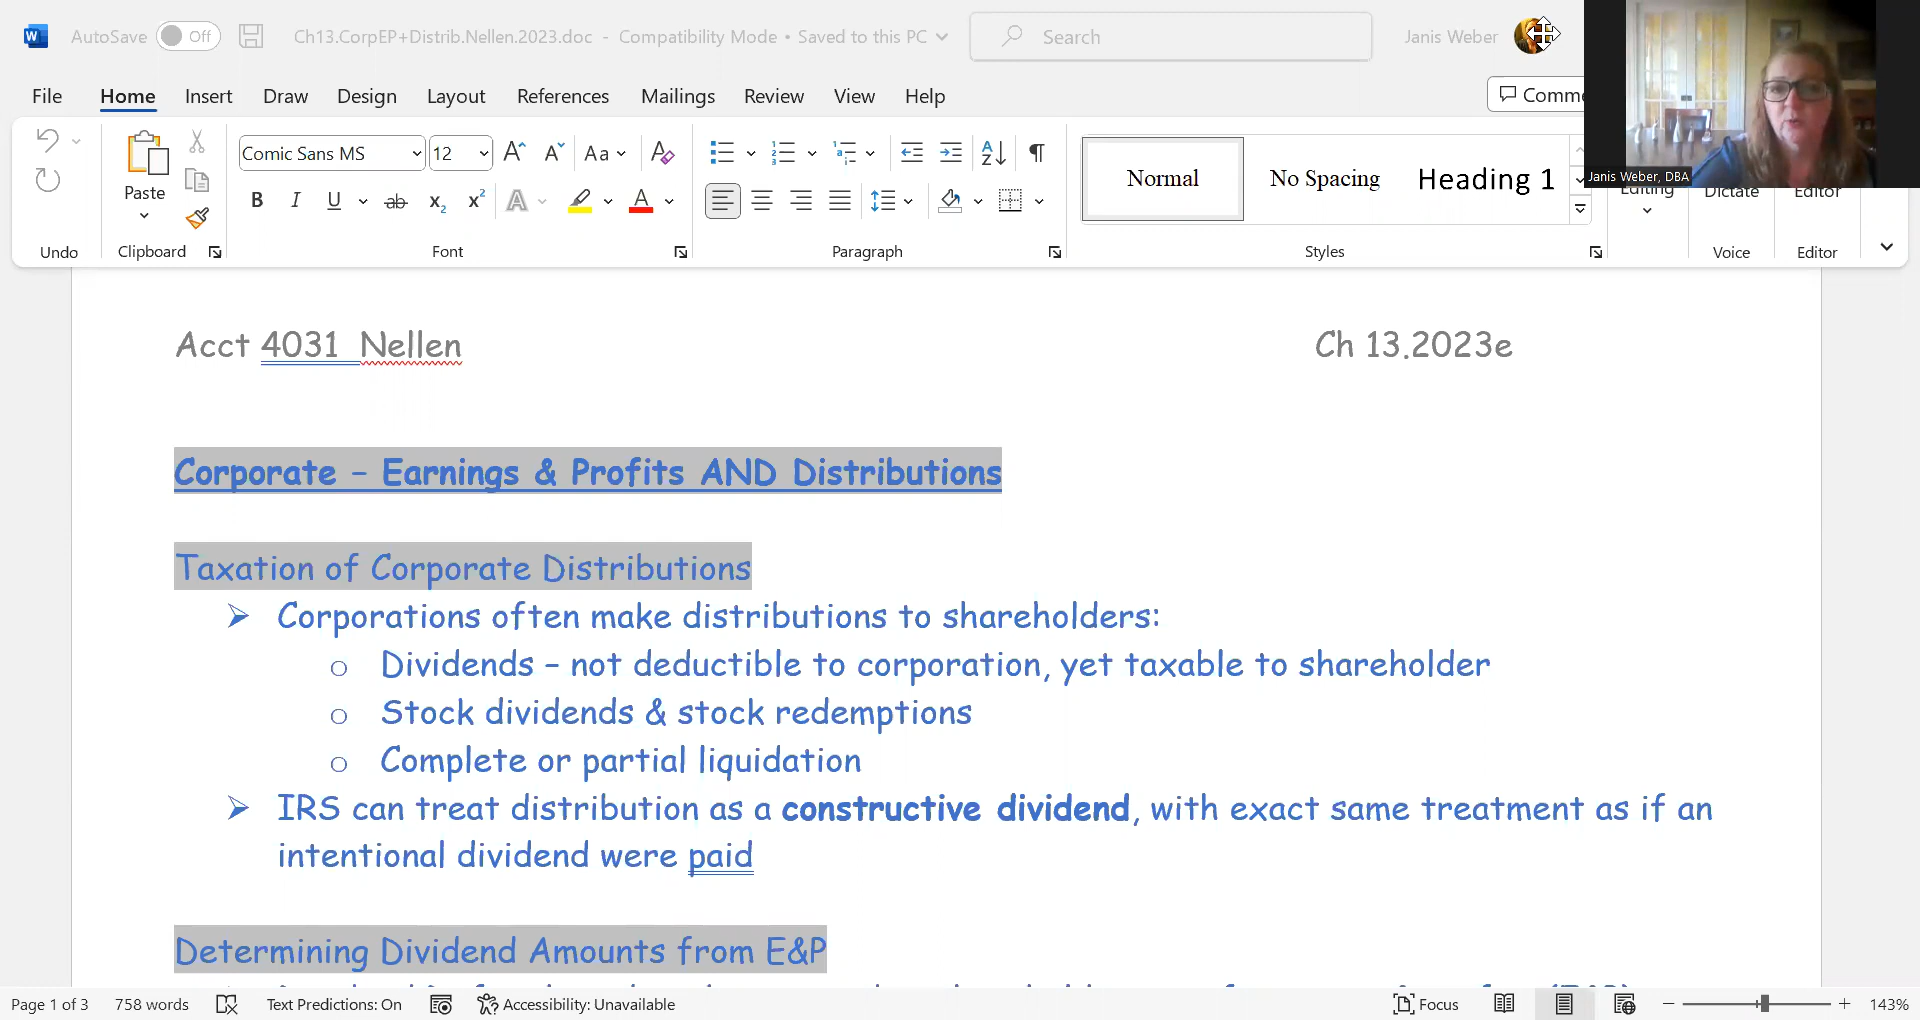 AutoSave Off Ch13.CorpEP+Distrib.Nellen.2023.doc - Compatibility Mode • Saved to this PC Search Janis Weber
File Home Insert Draw Design Layout References Mailings Review View Help
Janis Weber, DBA
Comic Sans MS 12 Aa
Paste
Normal No Spacing Heading 1
Editing Dictate Editor
Undo Clipboard Font Paragraph Styles Voice Editor
Acct 4031 Nellen Ch 13.2023e
Corporate – Earnings & Profits AND Distributions
Taxation of Corporate Distributions
Corporations often make distributions to shareholders:
Dividends – not deductible to corporation, yet taxable to shareholder
Stock dividends & stock redemptions
Complete or partial liquidation
IRS can treat distribution as a constructive dividend, with exact same treatment as if an
intentional dividend were paid
Determining Dividend Amounts from E&P
Page 1 of 3 758 words Text Predictions: On Accessibility: Unavailable Focus 143%